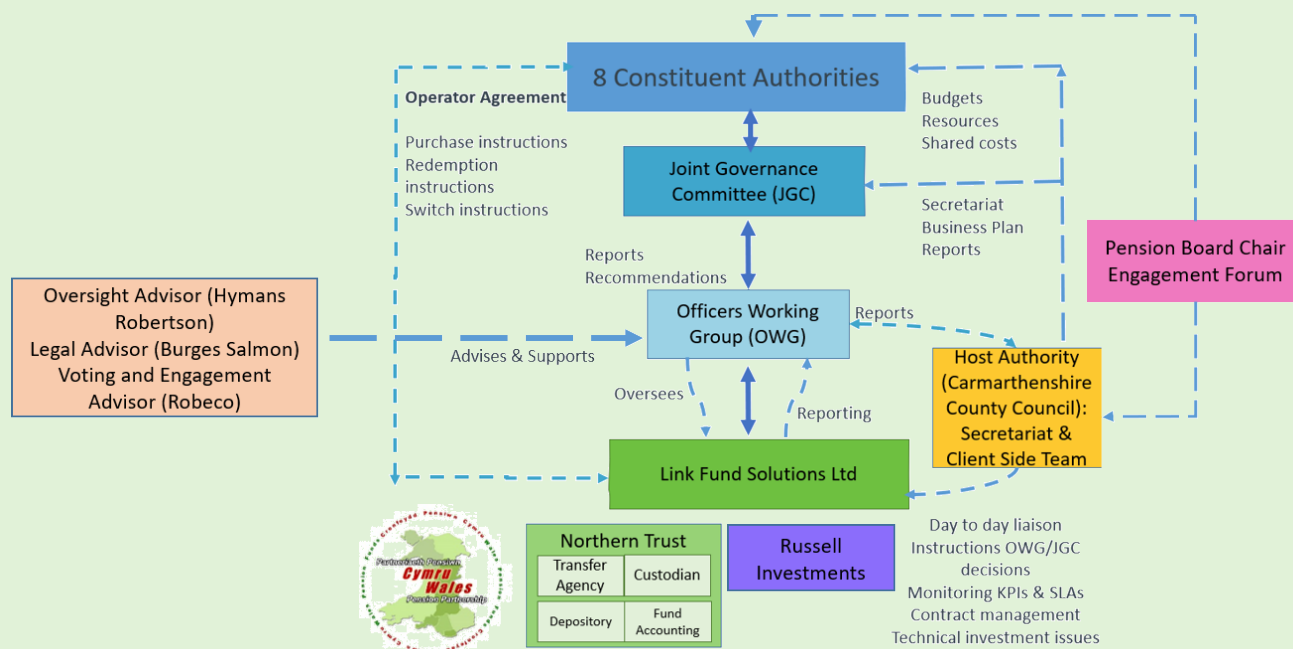 8 Constituent Authorities
Operator Agreement
Purchase instructions
Redemption
instructions
Switch instructions
Budgets
Resources
Shared costs
Joint Governance
Committee (JGC)
Secretariat
Business Plan
Reports
Pension Board Chair
Engagement Forum
Reports
Recommendations
Oversight Advisor (Hymans
Robertson)
Legal Advisor (Burges Salmon)
Voting and Engagement
Advisor (Robeco)
Advises & Supports
Officers Working
Group (OWG)
Reports
Host Authority
(Carmarthenshire
County Council):
Secretariat &
Client Side Team
Oversees
Reporting
Link Fund Solutions Ltd
Partneriaeth Pensiwn
Cymru
Wales
Pension Partnership
Northern Trust
Transfer
Agency
Custodian
Depository
Fund
Accounting
Russell
Investments
Day to day liaison
Instructions OWG/JGC
decisions
Monitoring KPIs & SLAs
Contract management
Technical investment issues